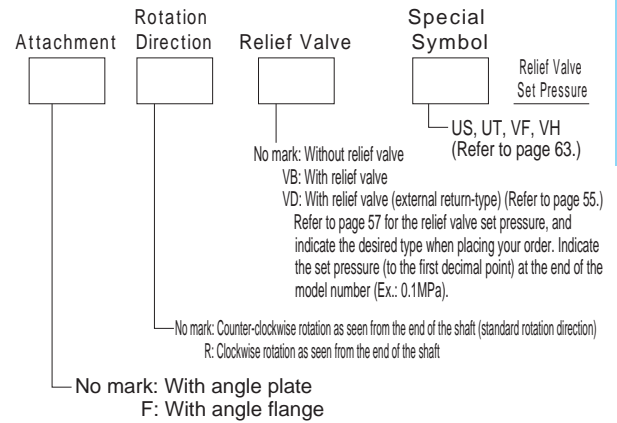 Attachment
Rotation
Direction
Relief Valve
Special
Symbol
Relief Valve
Set Pressure
US, UT, VF, VH
(Refer to page 63.)
No mark: Without relief valve
VB: With relief valve
VD: With relief valve (external return-type) (Refer to page 55.)
Refer to page 57 for the relief valve set pressure, and
indicate the desired type when placing your order. Indicate
the set pressure (to the first decimal point) at the end of the
model number (Ex.: 0.1MPa).
No mark: Counter-clockwise rotation as seen from the end of the shaft (standard rotation direction)
R: Clockwise rotation as seen from the end of the shaft
No mark: With angle plate
F: With angle flange